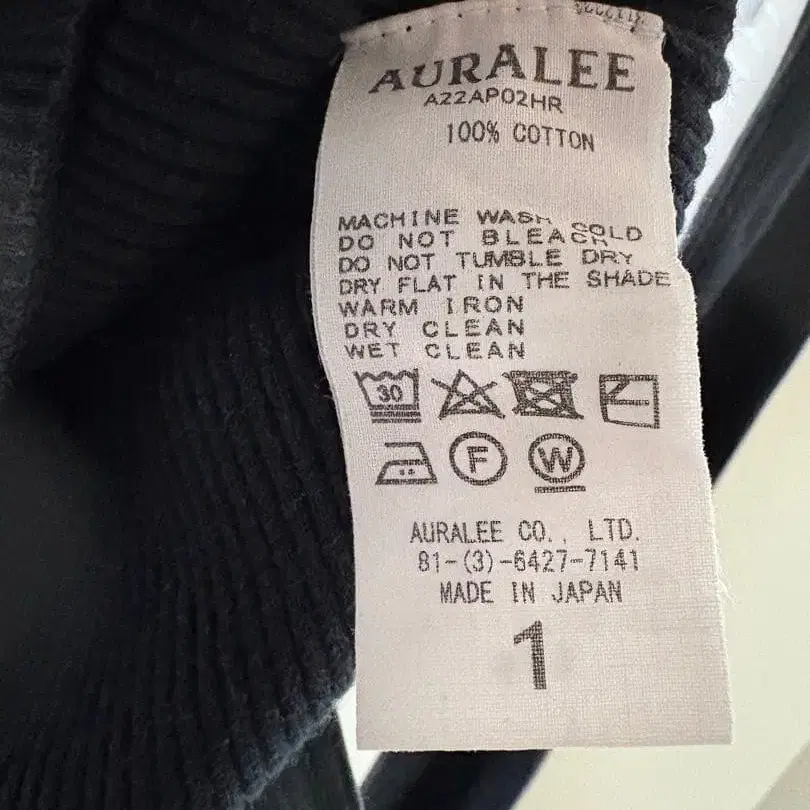 AURALEE
A22AP02HR
100% COTTON
MACHINE WASH COLD
DO NOT BLEACH
DO NOT TUMBLE DRY
DRY FLAT IN THE SHADE
WARM IRON
DRY CLEAN
WET CLEAN
30
F W
AURALEE CO., LTD.
81-(3)-6427-7141
MADE IN JAPAN
1